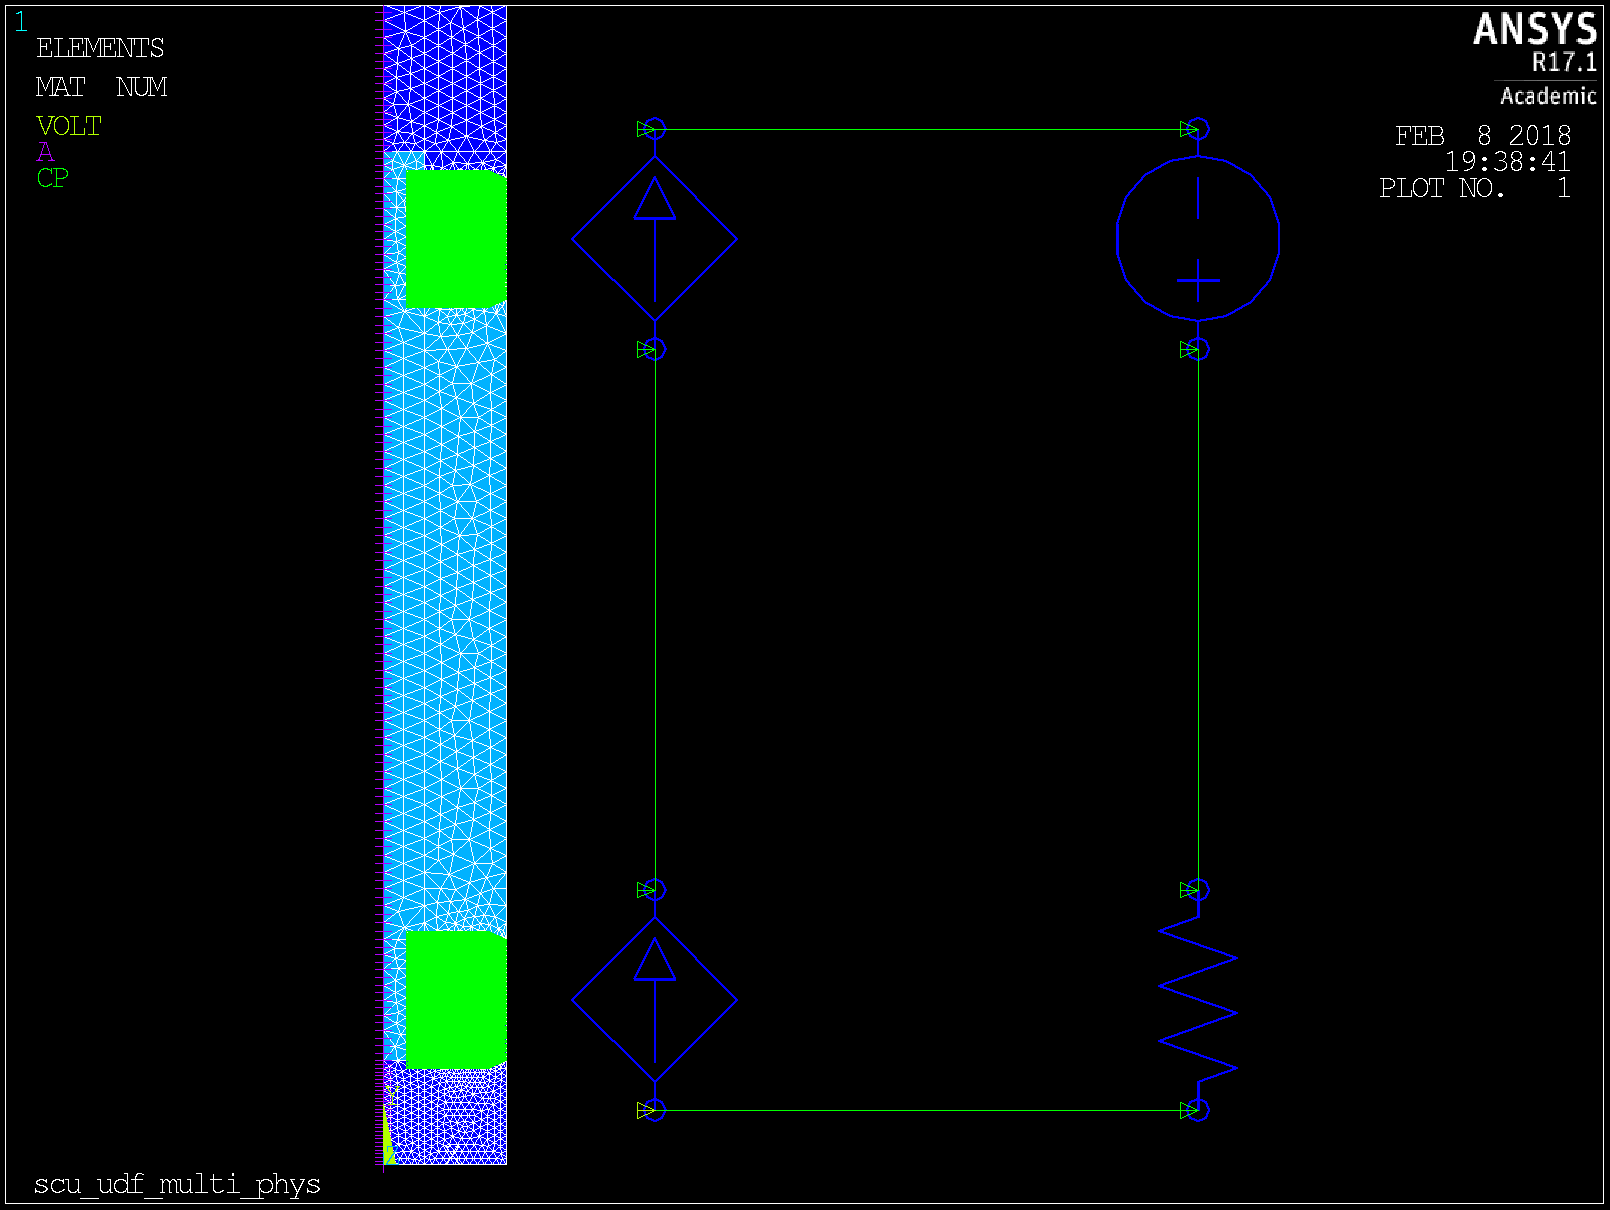 1
ELEMENTS
MAT NUM
VOLT
A
CP
ANSYS
R17.1
Academic
FEB 8 2018
19:38:41
PLOT NO. 1
scu_udf_multi_phys